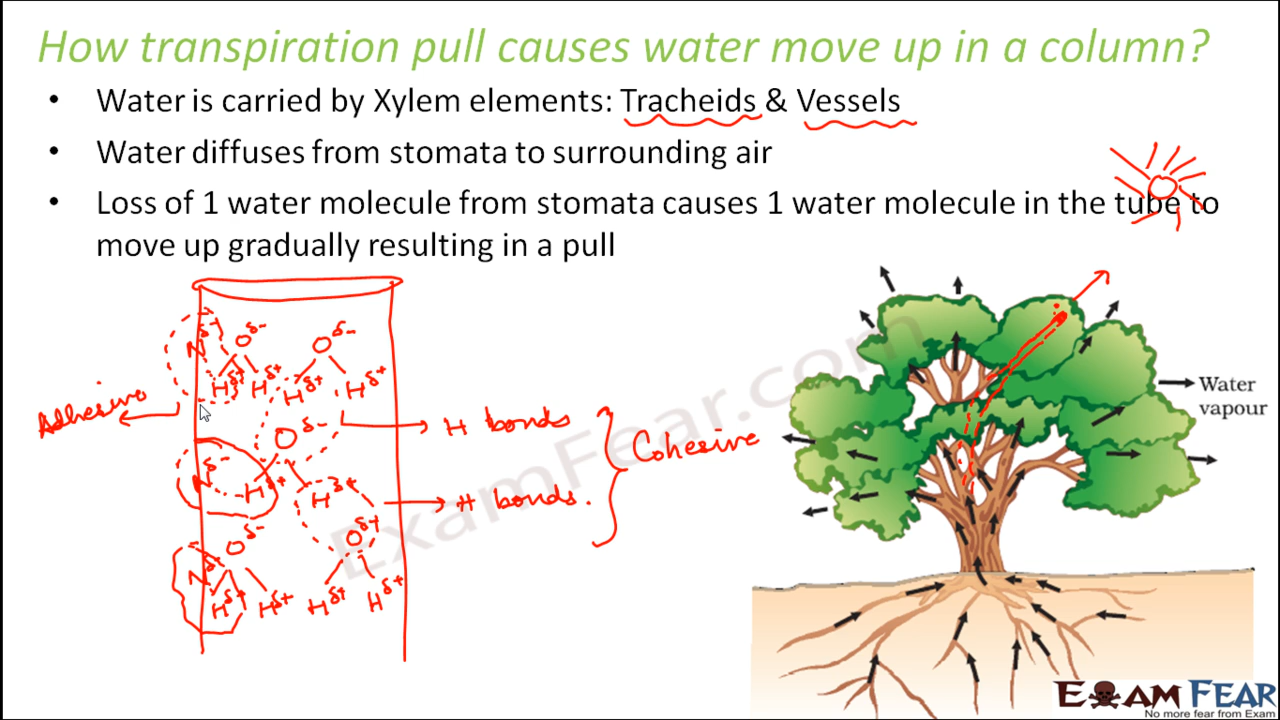 How transpiration pull causes water move up in a column?
• Water is carried by Xylem elements: Tracheids & Vessels
• Water diffuses from stomata to surrounding air
• Loss of 1 water molecule from stomata causes 1 water molecule in the tube to
move up gradually resulting in a pull
N δ- O δ- O δ-
H δ+ H δ+ H δ+ H δ+
Adhesive
O δ-
H bonds
Cohesive
N δ- H δ+ H δ+
H bonds.
N δ- O δ- O δ+
H δ+ H δ+ H δ+ H δ+
Water
vapour
ExamFear.com
EXAM FEAR
No more fear from Exam